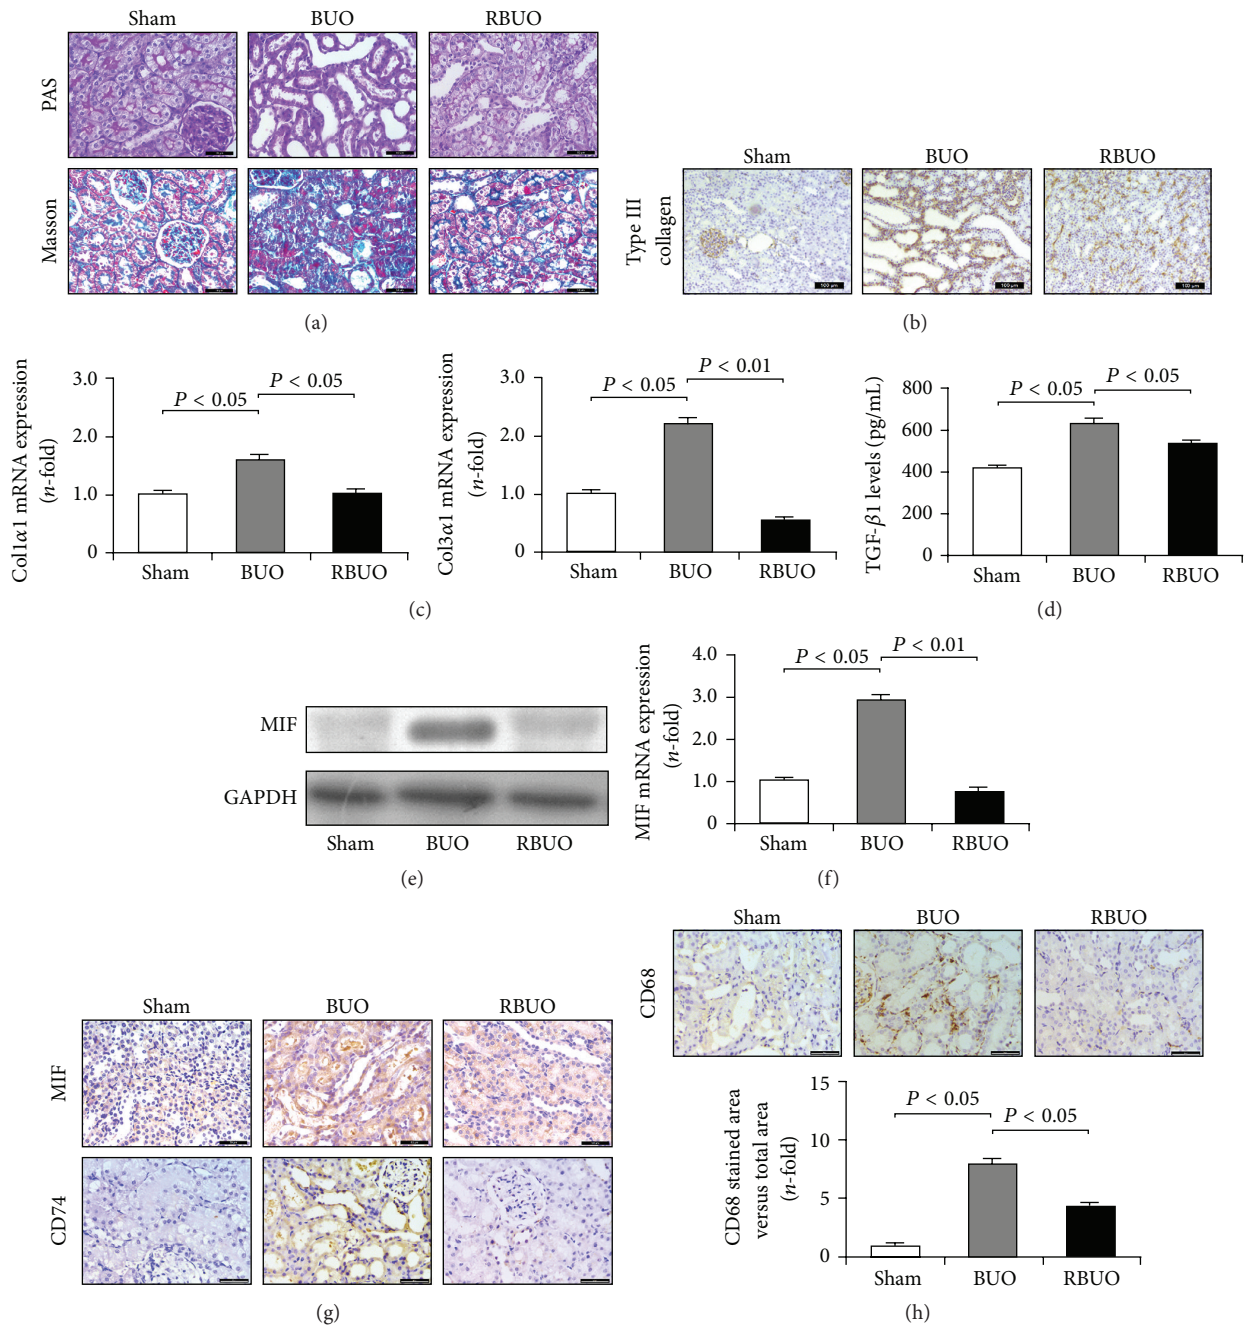 Sham BUO RBUO
PAS
Masson
(a)
Sham BUO RBUO
Type III
collagen
100 μm 100 μm 100 μm
(b)
Col1α1 mRNA expression
(n-fold)
3.0
2.0
1.0
0
P < 0.05
P < 0.05
Sham BUO RBUO
Col3α1 mRNA expression
(n-fold)
3.0
2.0
1.0
0
P < 0.05
P < 0.01
Sham BUO RBUO
(c)
TGF-β1 levels (pg/mL)
800
600
400
200
0
P < 0.05
P < 0.05
Sham BUO RBUO
(d)
MIF
GAPDH
Sham BUO RBUO
(e)
MIF mRNA expression
(n-fold)
4.0
3.0
2.0
1.0
0
P < 0.05
P < 0.01
Sham BUO RBUO
(f)
Sham BUO RBUO
MIF
CD74
(g)
Sham BUO RBUO
CD68
CD68 stained area
versus total area
(n-fold)
15
10
5
0
P < 0.05
P < 0.05
Sham BUO RBUO
(h)